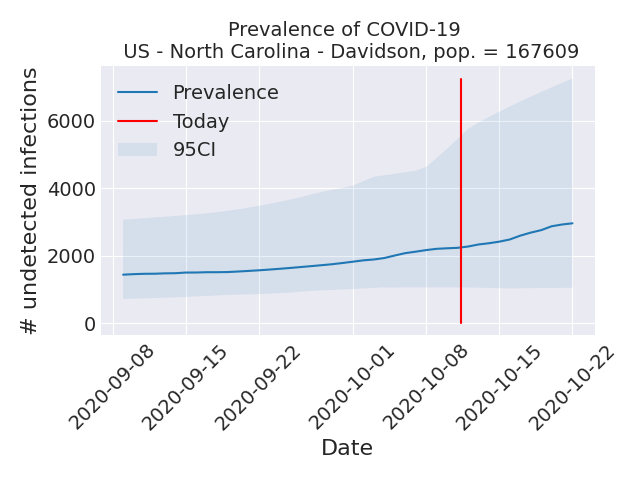 Prevalence of COVID-19
US - North Carolina - Davidson, pop. = 167609
# undetected infections
6000
4000
2000
0
Prevalence
Today
95CI
2020-09-08
2020-09-15
2020-09-22
2020-10-01
2020-10-08
2020-10-15
2020-10-22
Date